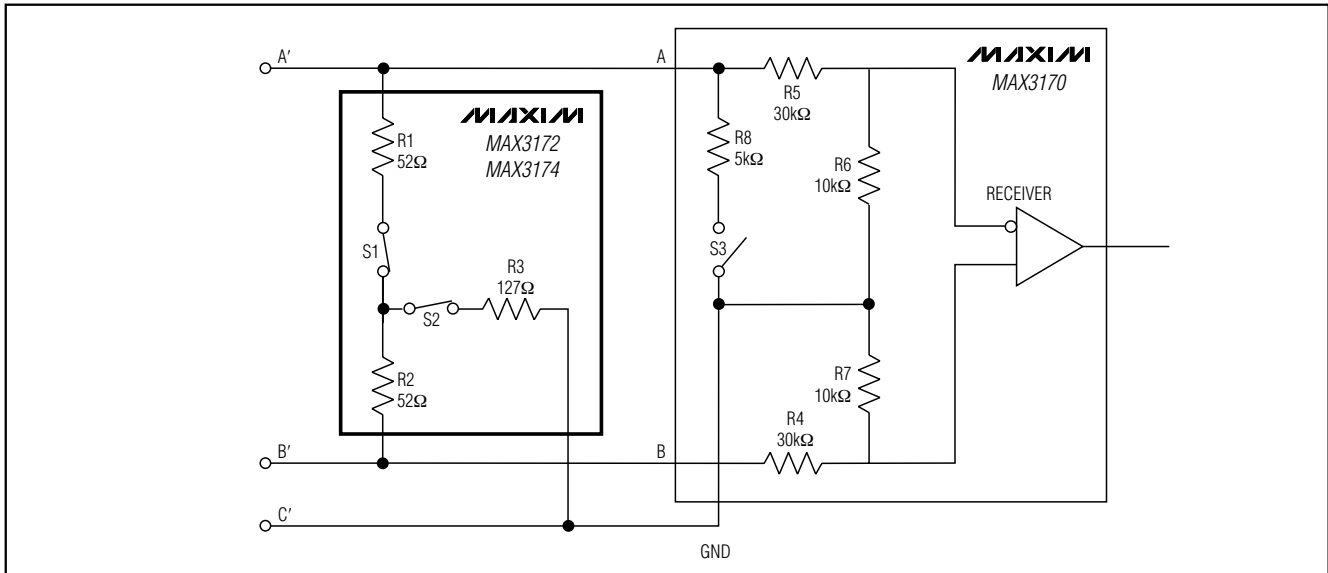 A′
A
MAXIM
MAX3170
R5
30kΩ
MAXIM
MAX3172
MAX3174
R1
52Ω
R8
5kΩ
R6
10kΩ
RECEIVER
S1
S3
R3
127Ω
S2
R2
52Ω
R7
10kΩ
R4
30kΩ
B′
B
C′
GND